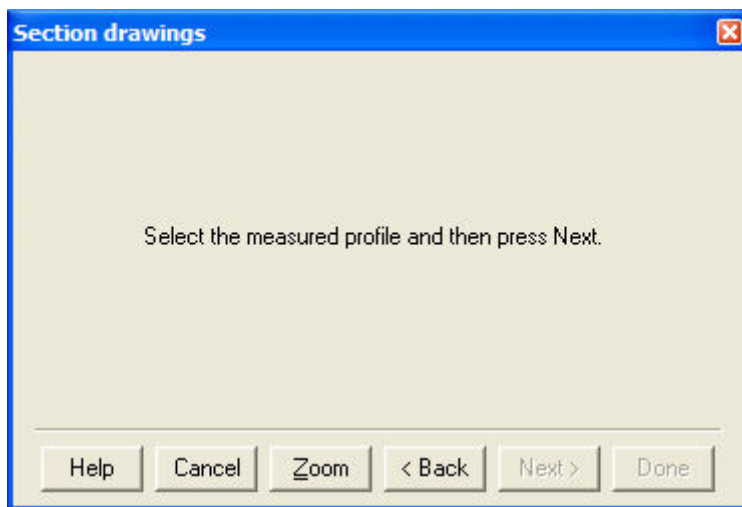 Section drawings
Select the measured profile and then press Next.
Help Cancel Zoom < Back Next > Done